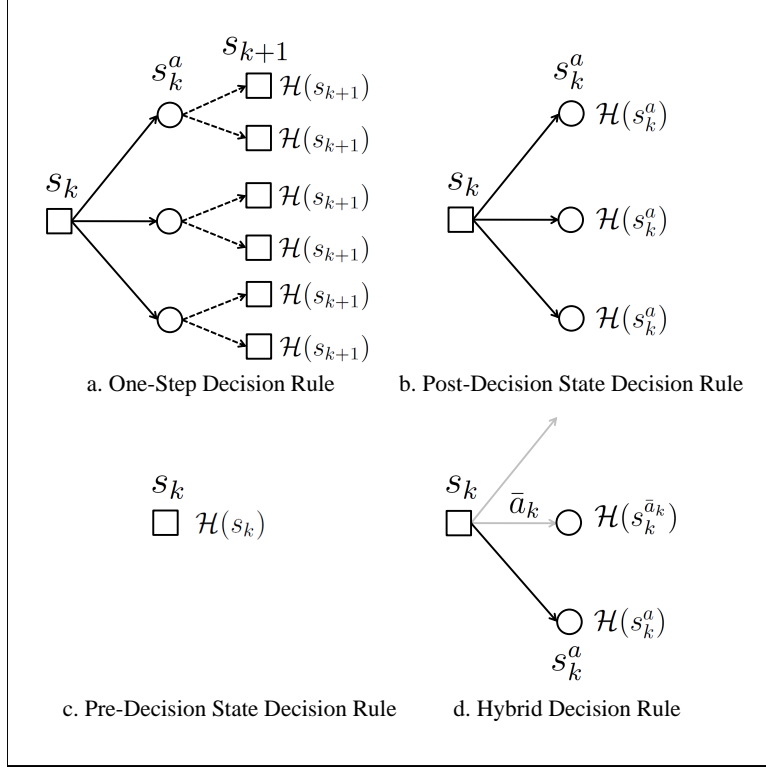 s_{k+1}
s_k^a
H(s_{k+1})
H(s_{k+1})
s_k
H(s_{k+1})
H(s_{k+1})
H(s_{k+1})
H(s_{k+1})
a. One-Step Decision Rule
s_k^a
H(s_k^a)
s_k
H(s_k^a)
H(s_k^a)
b. Post-Decision State Decision Rule
s_k
H(s_k)
c. Pre-Decision State Decision Rule
s_k
ā_k
H(s_k^{ā_k})
H(s_k^a)
s_k^a
d. Hybrid Decision Rule